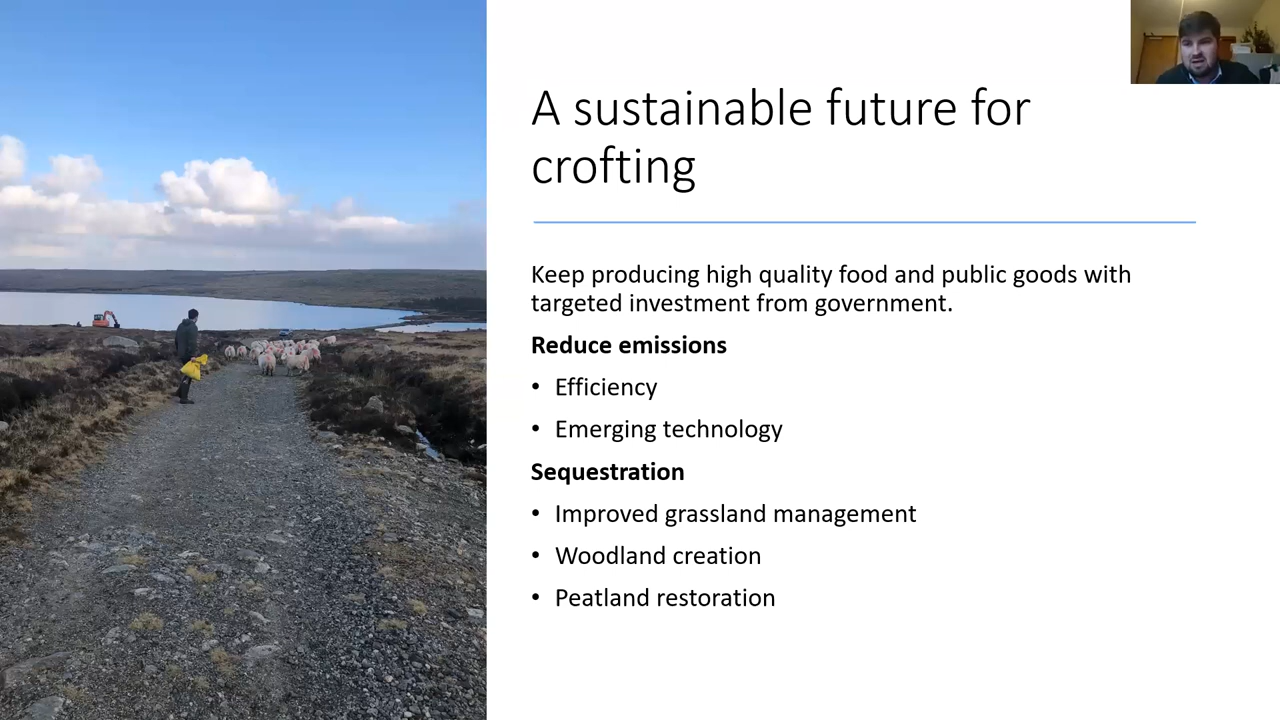 A sustainable future for
crofting
Keep producing high quality food and public goods with
targeted investment from government.
Reduce emissions
• Efficiency
• Emerging technology
Sequestration
• Improved grassland management
• Woodland creation
• Peatland restoration